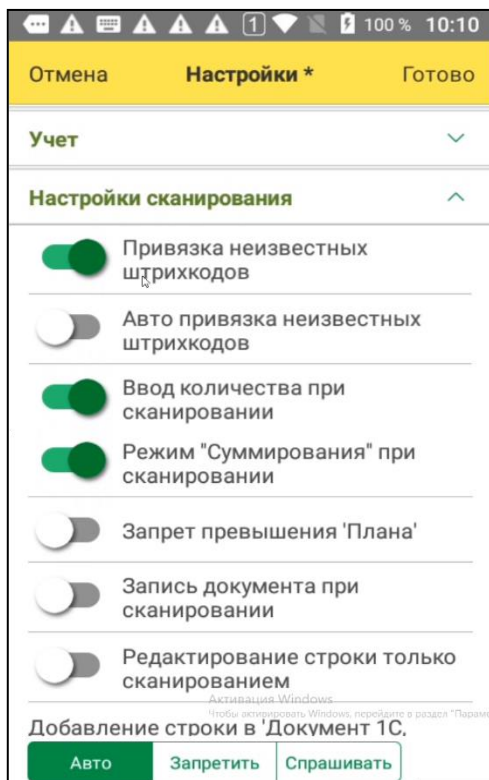 1 100 % 10:10
Отмена Настройки * Готово
Учет
Настройки сканирования
Привязка неизвестных
штрихкодов
Авто привязка неизвестных
штрихкодов
Ввод количества при
сканировании
Режим "Суммирования" при
сканировании
Запрет превышения 'Плана'
Запись документа при
сканировании
Редактирование строки только
сканированием
Активация Windows
Чтобы активировать Windows, перейдите в раздел "Параме
Добавление строки в 'Документ 1С,
Авто Запретить Спрашивать